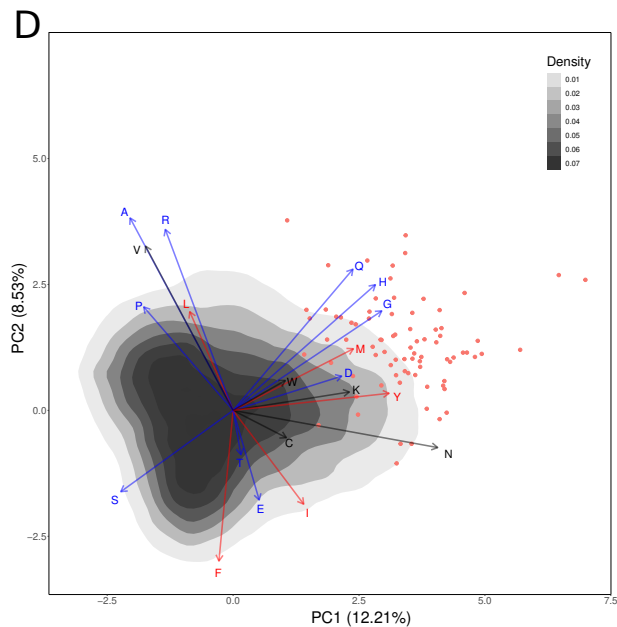 D
Density
0.01
0.02
0.03
0.04
0.05
0.06
0.07
5.0
2.5
0.0
−2.5
PC2 (8.53%)
A
R
V
Q
H
P
L
G
M
D
W
K
Y
C
N
T
S
E
I
F
−2.5
0.0
2.5
5.0
7.5
PC1 (12.21%)